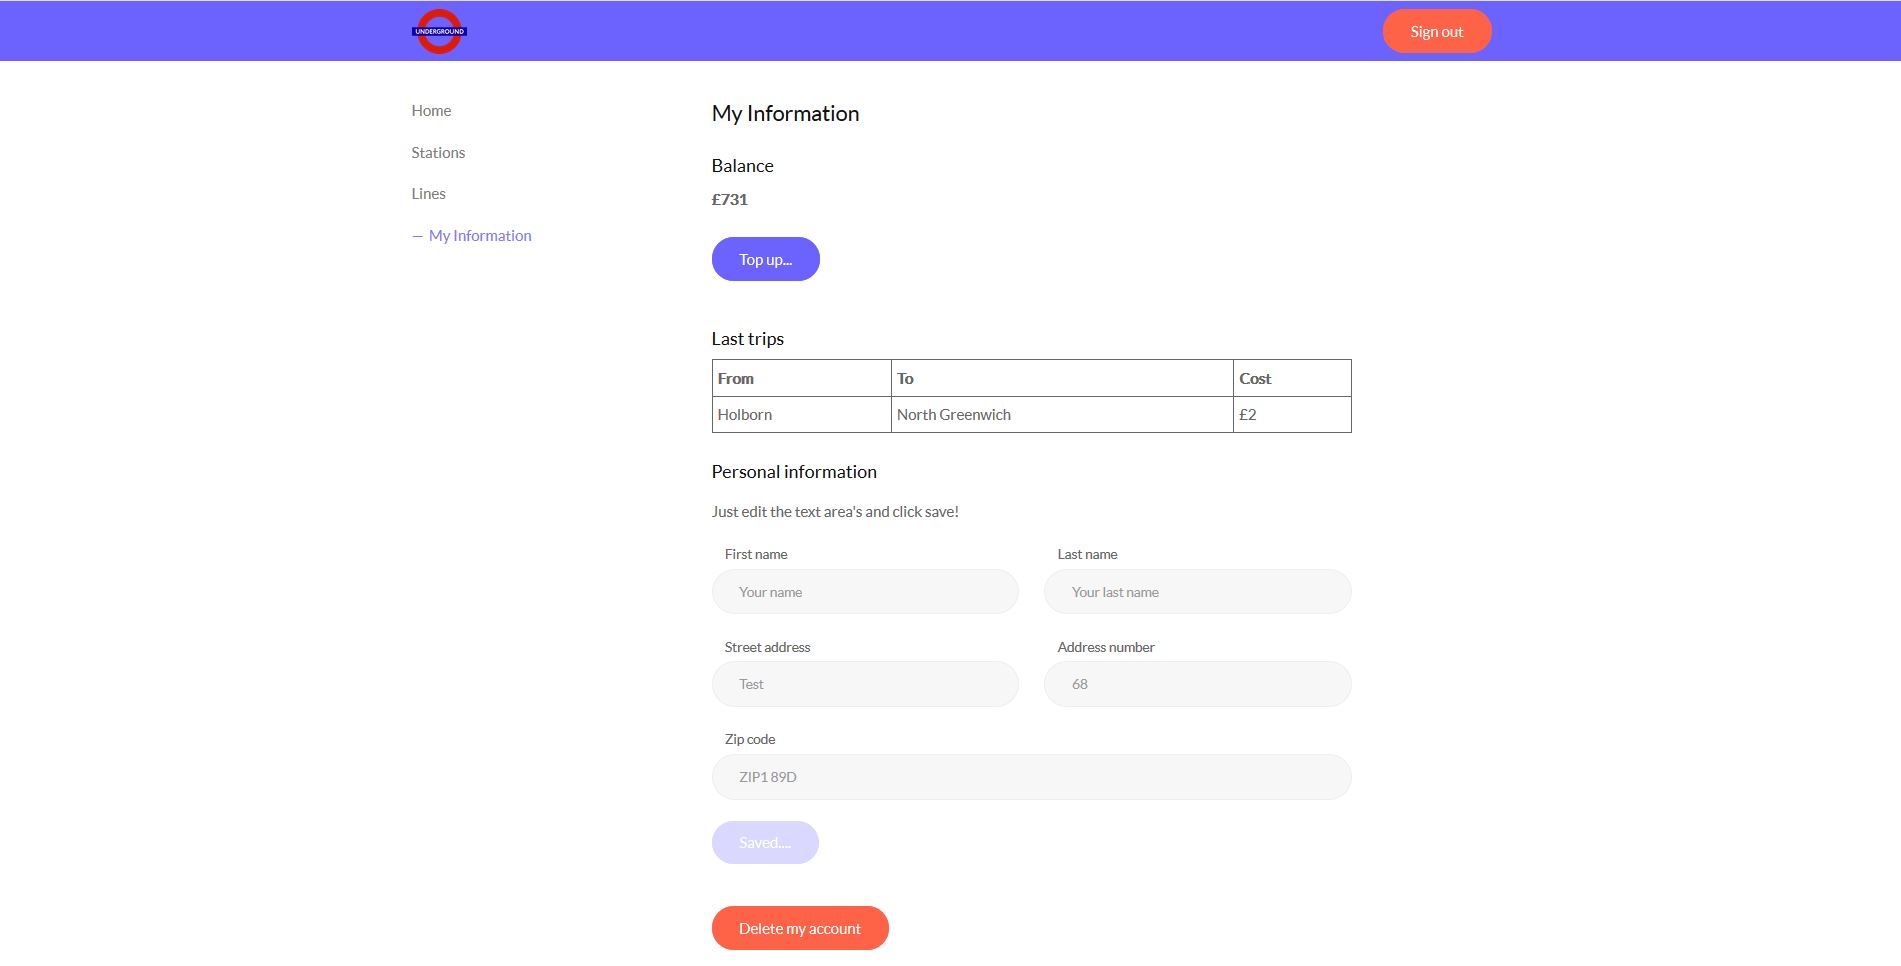 UNDERGROUND
Sign out
Home
Stations
Lines
— My Information
My Information
Balance
£731
Top up...
Last trips
From To Cost
Holborn North Greenwich £2
Personal information
Just edit the text area's and click save!
First name Last name
Your name Your last name
Street address Address number
Test 68
Zip code
ZIP1 89D
Saved....
Delete my account